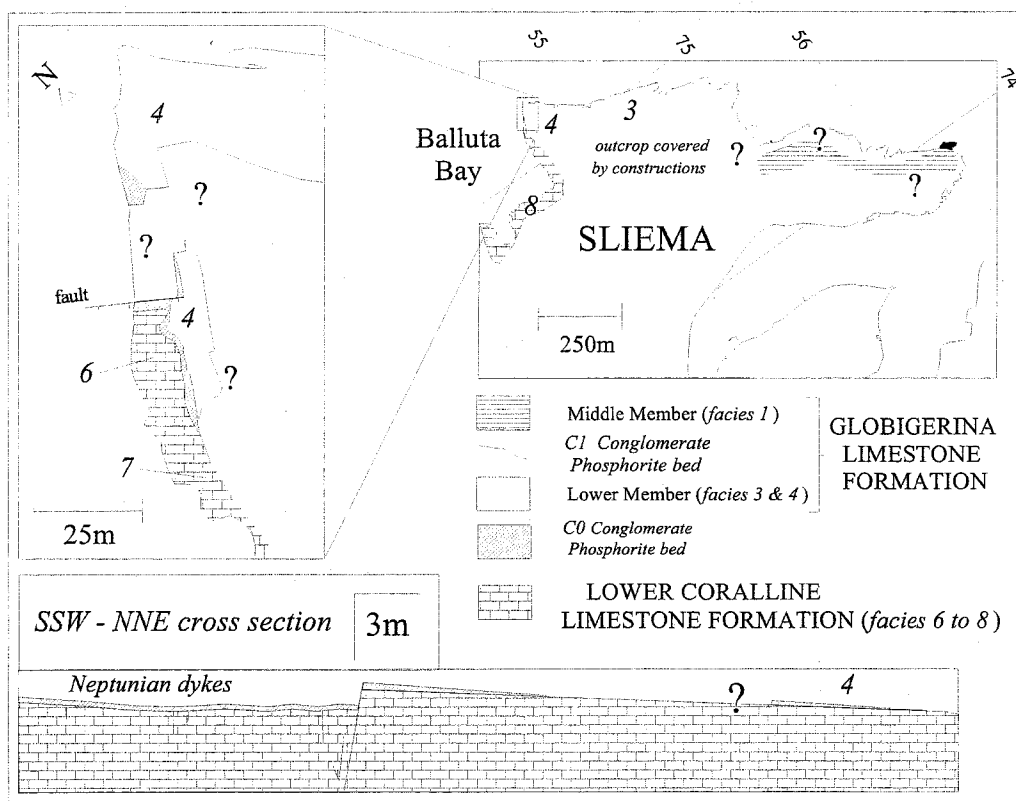 N
4
?
?
fault
4
6
?
7
25m
55
75
56
74
Balluta
Bay
4
3
outcrop covered
by constructions
?
?
?
8
SLIEMA
250m
Middle Member (facies 1)
C1 Conglomerate
Phosphorite bed
Lower Member (facies 3 & 4)
GLOBIGERINA
LIMESTONE
FORMATION
C0 Conglomerate
Phosphorite bed
LOWER CORALLINE
LIMESTONE FORMATION (facies 6 to 8)
SSW - NNE cross section
3m
Neptunian dykes
?
4